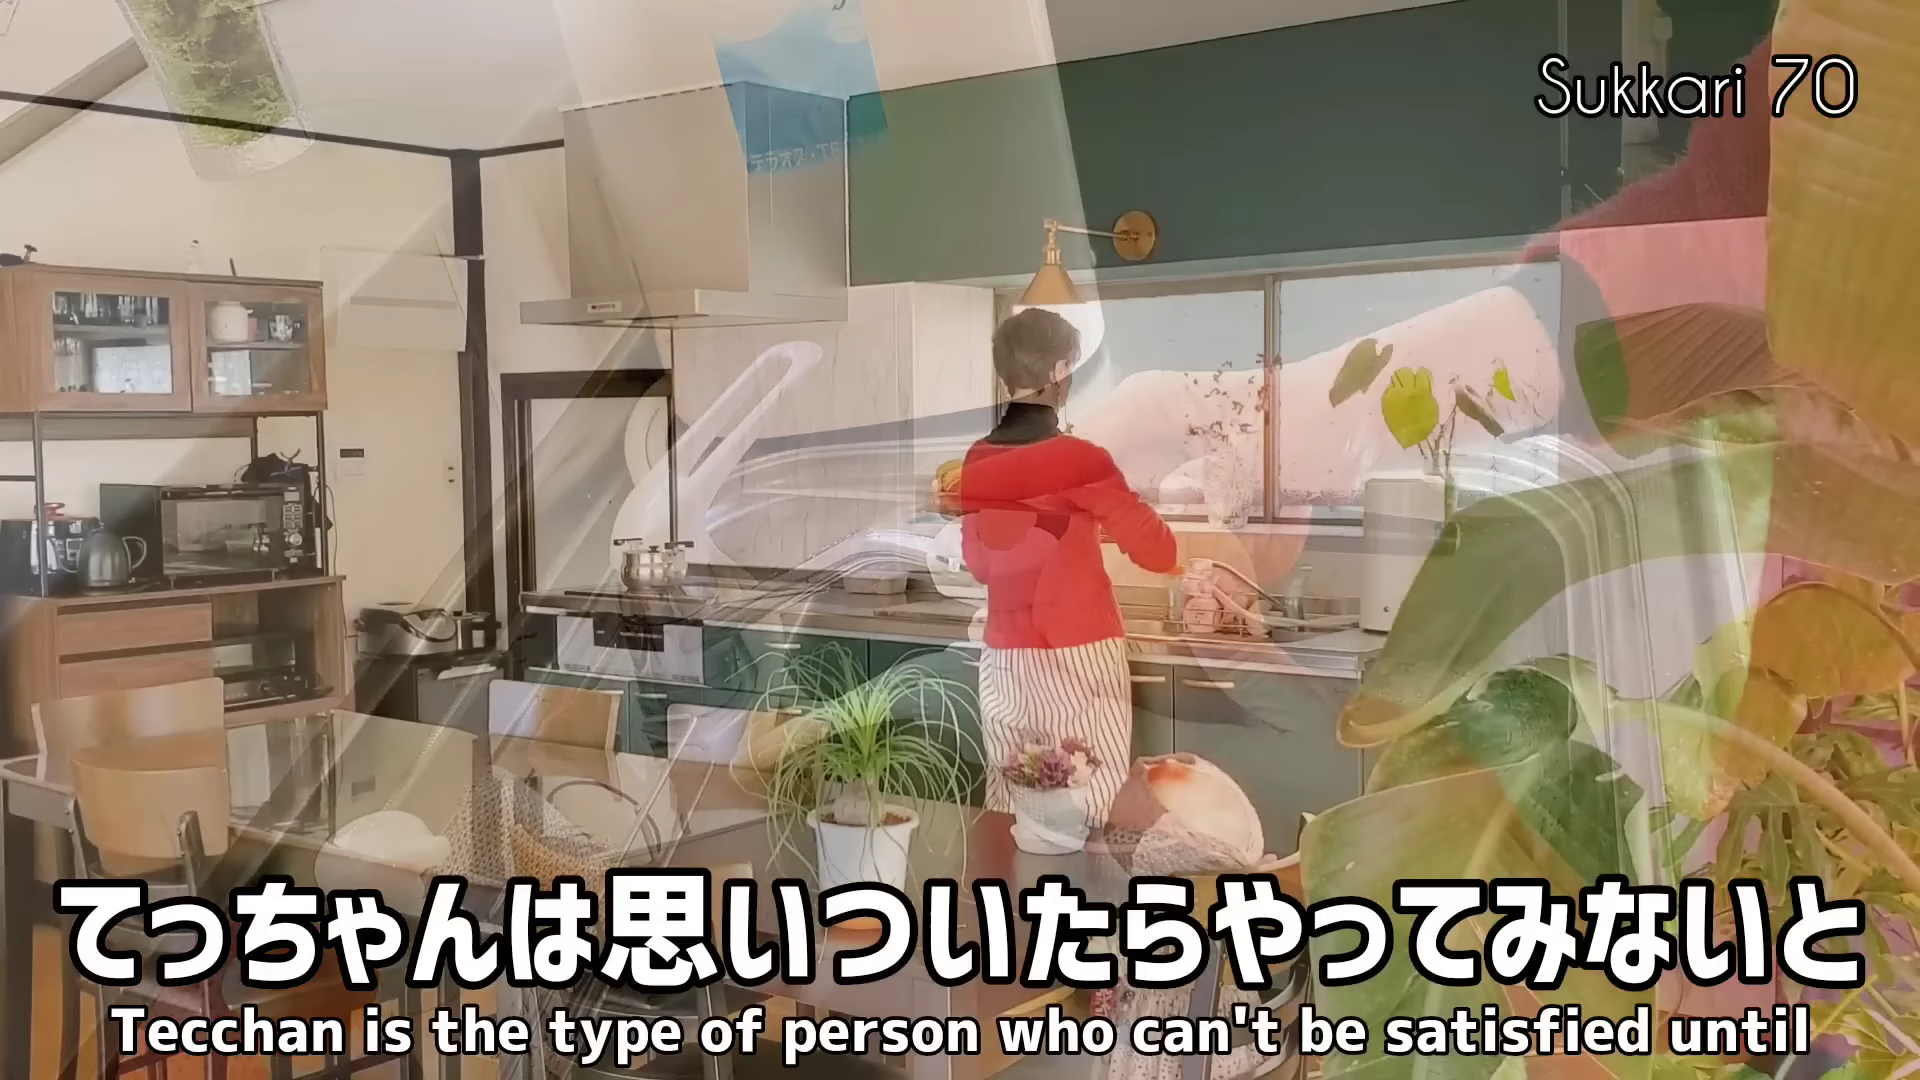 Sukkari 70
てっちゃんは思いついたらやってみないと
Tecchan is the type of person who can't be satisfied until